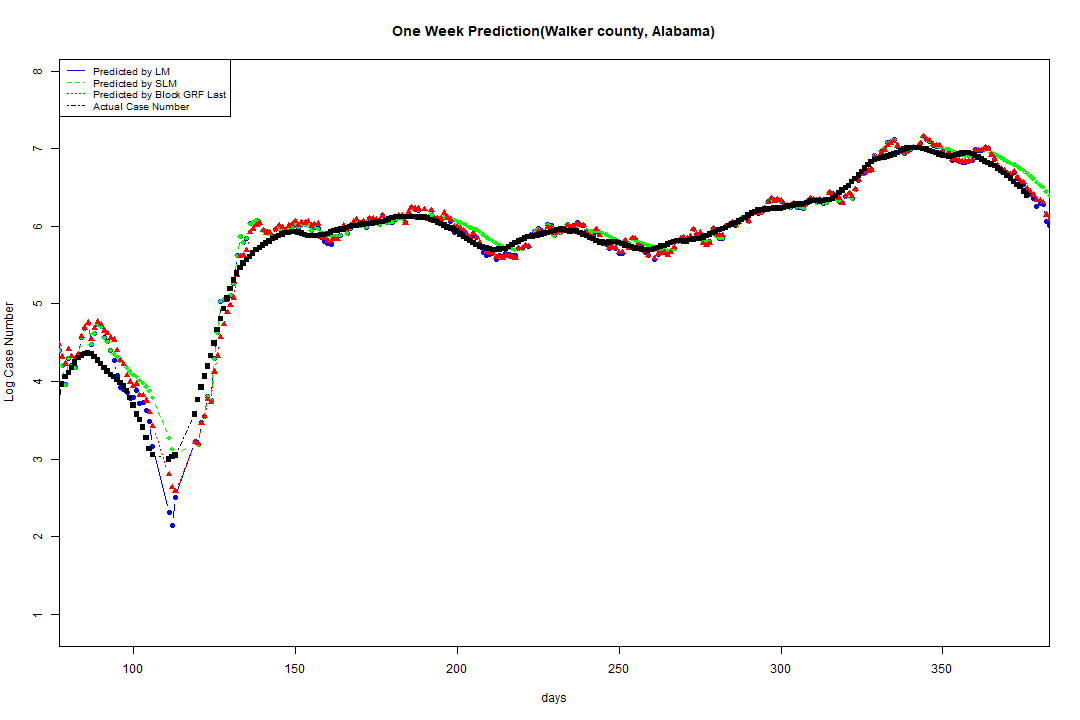 One Week Prediction(Walker county, Alabama)
8
Predicted by LM
Predicted by SLM
Predicted by Block GRF Last
Actual Case Number
7
6
5
4
3
2
1
Log Case Number
100 150 200 250 300 350
days